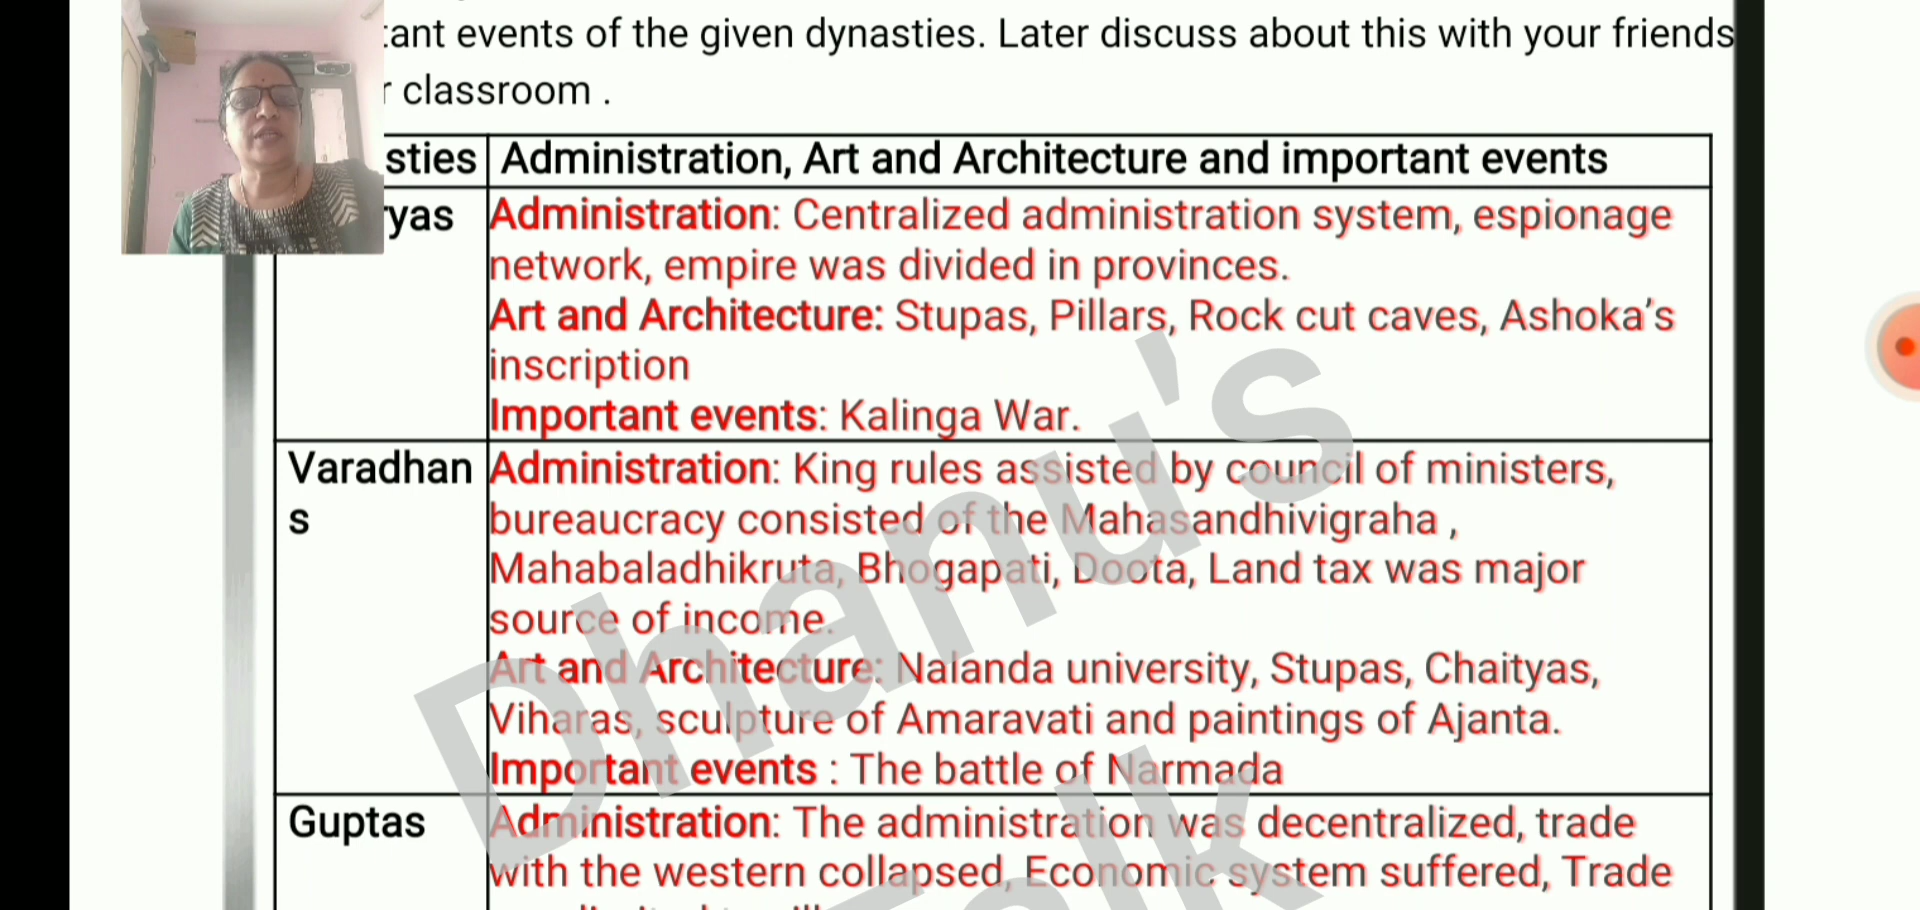 tant events of the given dynasties. Later discuss about this with your friends
r classroom .
sties Administration, Art and Architecture and important events
ryas Administration: Centralized administration system, espionage
network, empire was divided in provinces.
Art and Architecture: Stupas, Pillars, Rock cut caves, Ashoka’s
inscription
Important events: Kalinga War.
Varadhan Administration: King rules assisted by council of ministers,
s bureaucracy consisted of the Mahasandhivigraha ,
Mahabaladhikruta, Bhogapati, Doota, Land tax was major
source of income.
Art and Architecture: Nalanda university, Stupas, Chaityas,
Viharas, sculpture of Amaravati and paintings of Ajanta.
Important events : The battle of Narmada
Guptas Administration: The administration was decentralized, trade
with the western collapsed, Economic system suffered, Trade
Dhanu's
Talk